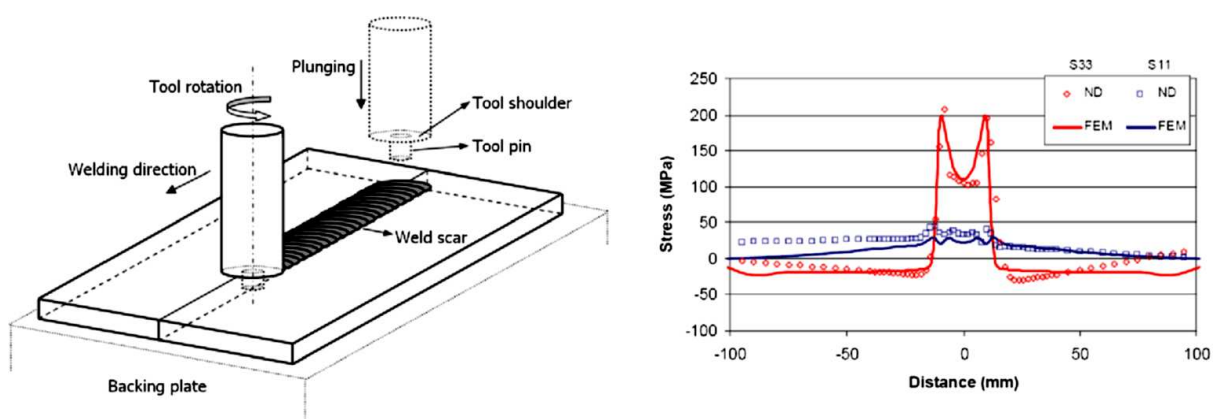 Plunging
Tool rotation
Tool shoulder
Tool pin
Welding direction
Weld scar
Backing plate
S33 S11
ND ND
FEM FEM
250
200
150
100
50
0
-50
-100
Stress (MPa)
-100 -50 0 50 100
Distance (mm)